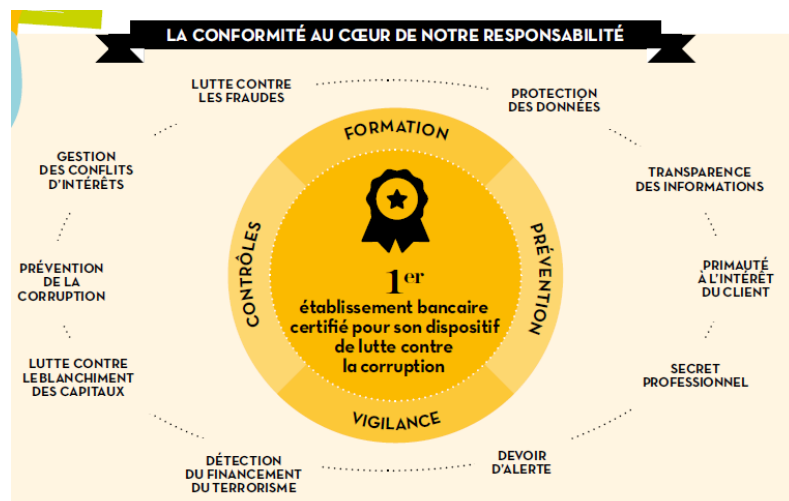 LA CONFORMITÉ AU CŒUR DE NOTRE RESPONSABILITÉ
LUTTE CONTRE
LES FRAUDES
PROTECTION
DES DONNÉES
GESTION
DES CONFLITS
D'INTÉRÊTS
TRANSPARENCE
DES INFORMATIONS
PRÉVENTION
DE LA
CORRUPTION
PRIMAUTÉ
À L'INTÉRÊT
DU CLIENT
LUTTE CONTRE
LE BLANCHIMENT
DES CAPITAUX
SECRET
PROFESSIONNEL
DÉTECTION
DU FINANCEMENT
DU TERRORISME
DEVOIR
D'ALERTE
FORMATION
PRÉVENTION
VIGILANCE
CONTRÔLES
1er
établissement bancaire
certifié pour son dispositif
de lutte contre
la corruption